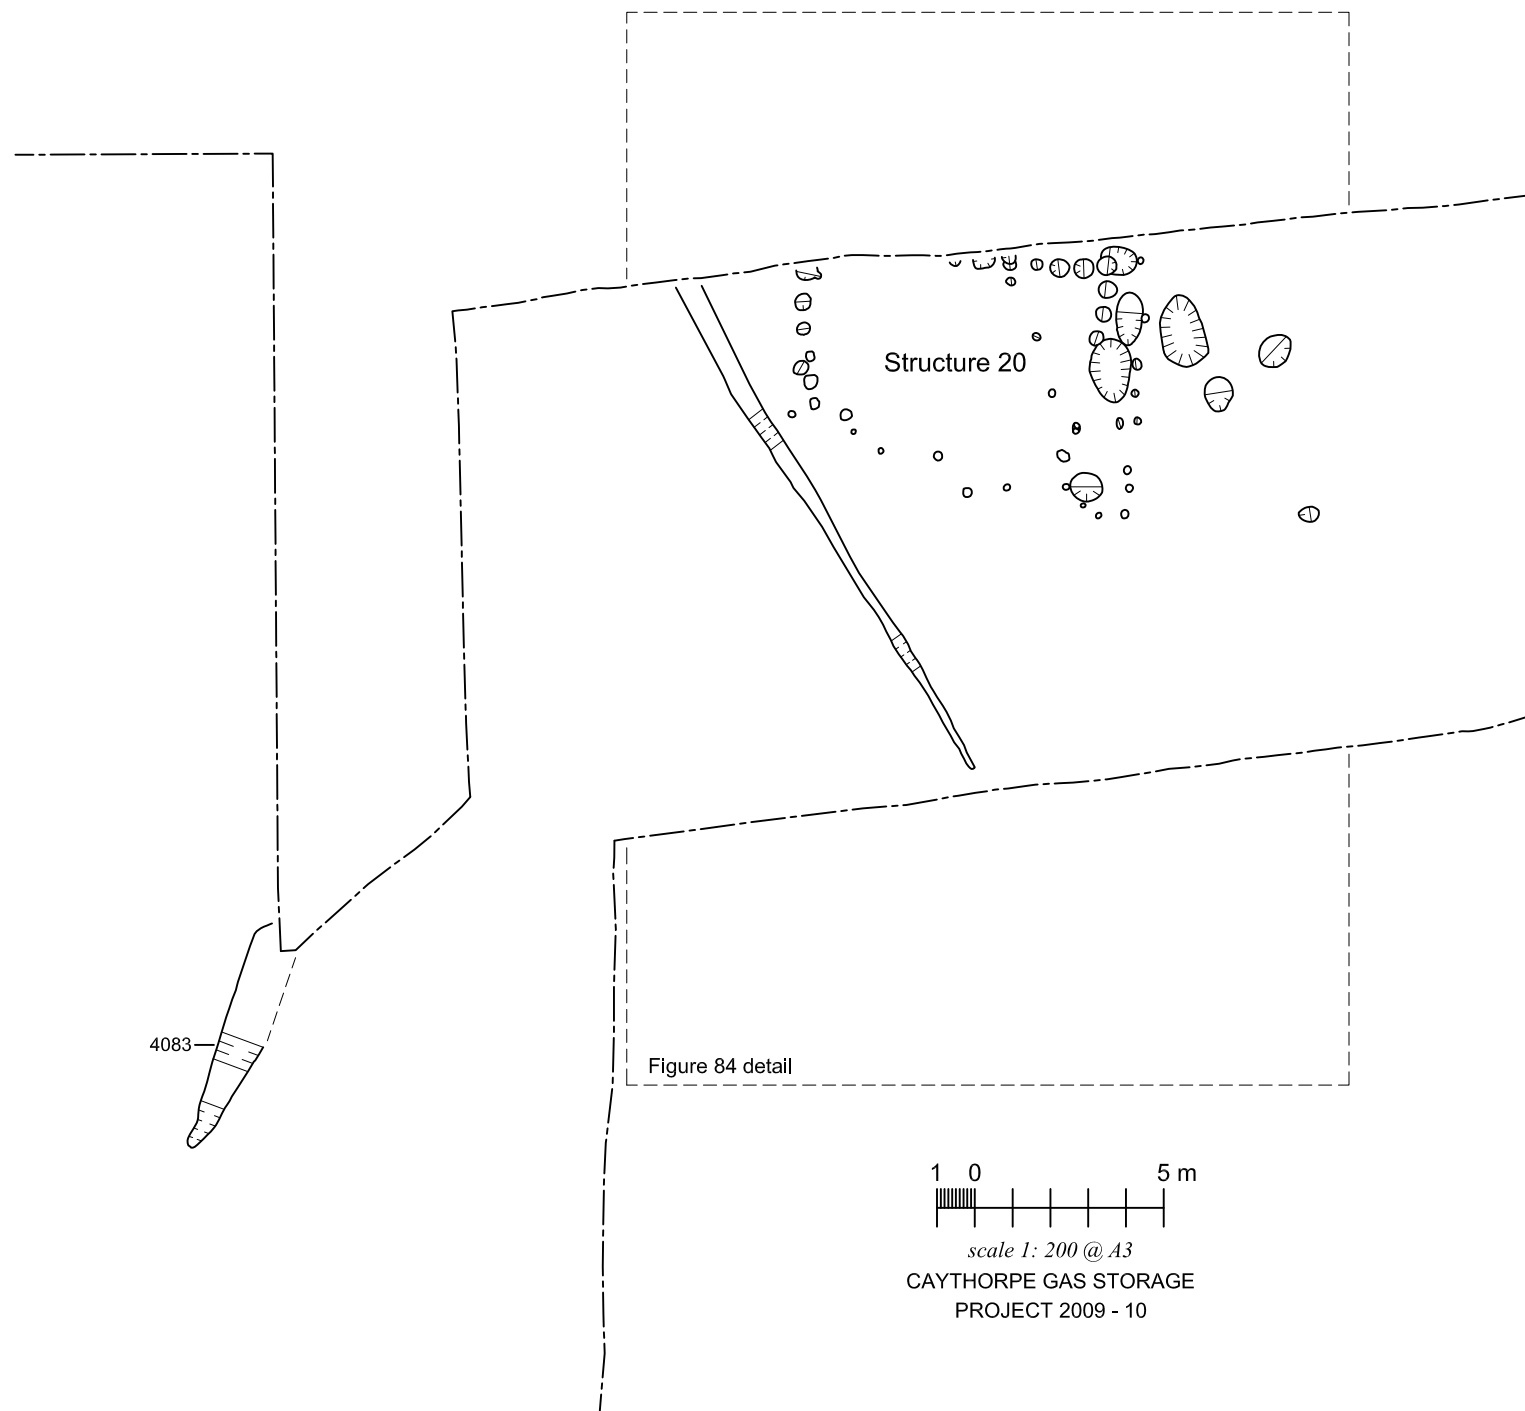 Structure 20
4083
Figure 84 detail
1 0 5 m
scale 1: 200 @ A3
CAYTHORPE GAS STORAGE
PROJECT 2009 - 10